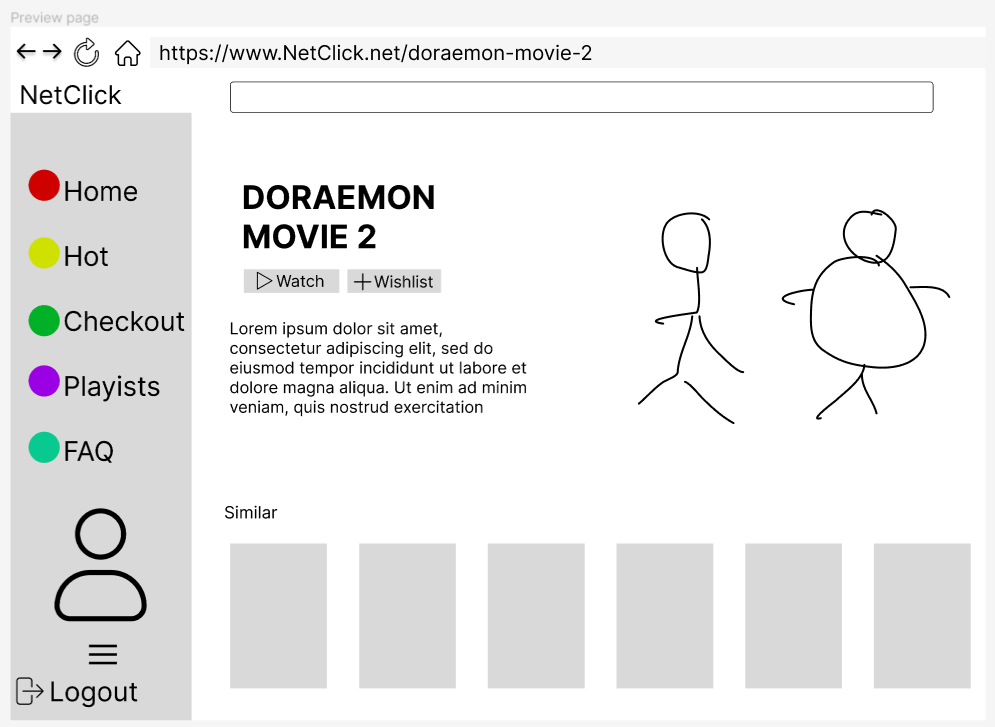 Preview page
https://www.NetClick.net/doraemon-movie-2
NetClick
Home
Hot
Checkout
Playists
FAQ
Logout
DORAEMON
MOVIE 2
Watch
Wishlist
Lorem ipsum dolor sit amet,
consectetur adipiscing elit, sed do
eiusmod tempor incididunt ut labore et
dolore magna aliqua. Ut enim ad minim
veniam, quis nostrud exercitation
Similar